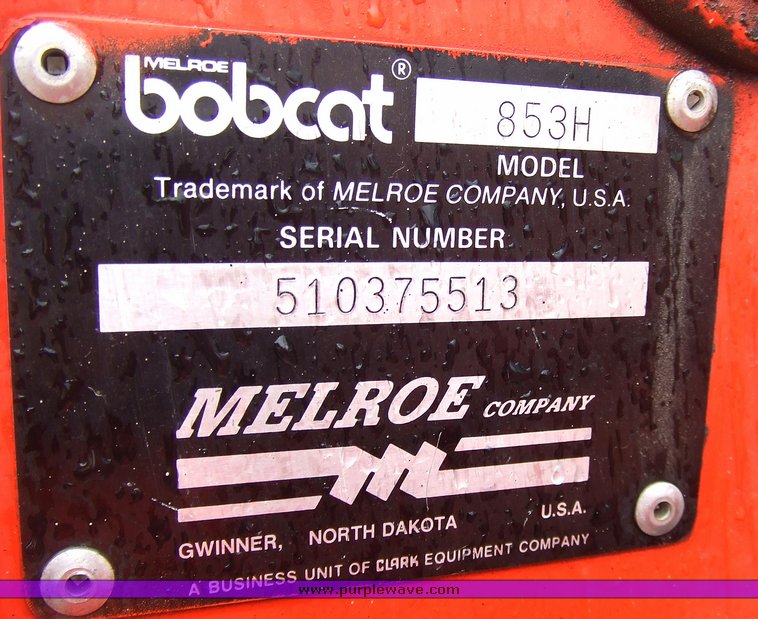 MELROE
bobcat ® 853H
MODEL
Trademark of MELROE COMPANY, U.S.A.
SERIAL NUMBER
510375513
MELROE COMPANY
GWINNER, NORTH DAKOTA U.S.A.
A BUSINESS UNIT OF CLARK EQUIPMENT COMPANY
www.purplewave.com